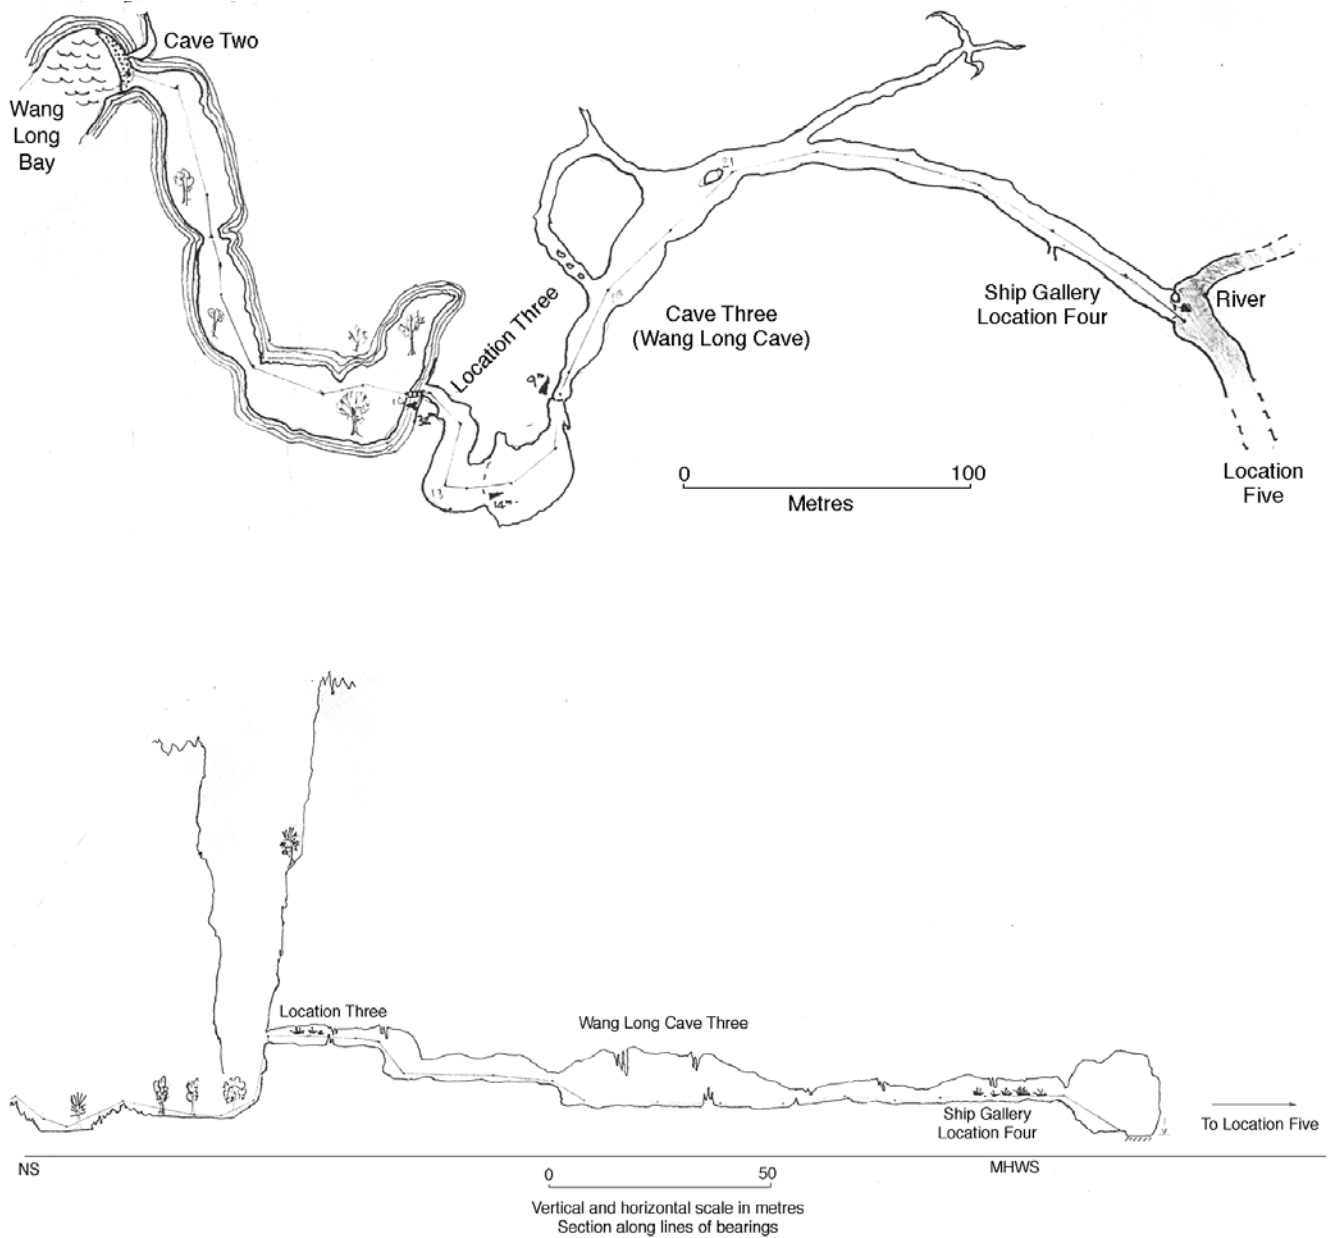 Cave Two
Wang
Long
Bay
21
Location Three
Cave Three
(Wang Long Cave)
Ship Gallery
Location Four
River
13
0 100
Metres
Location
Five
Location Three
Wang Long Cave Three
Ship Gallery
Location Four
To Location Five
NS
MHWS
0 50
Vertical and horizontal scale in metres
Section along lines of bearings